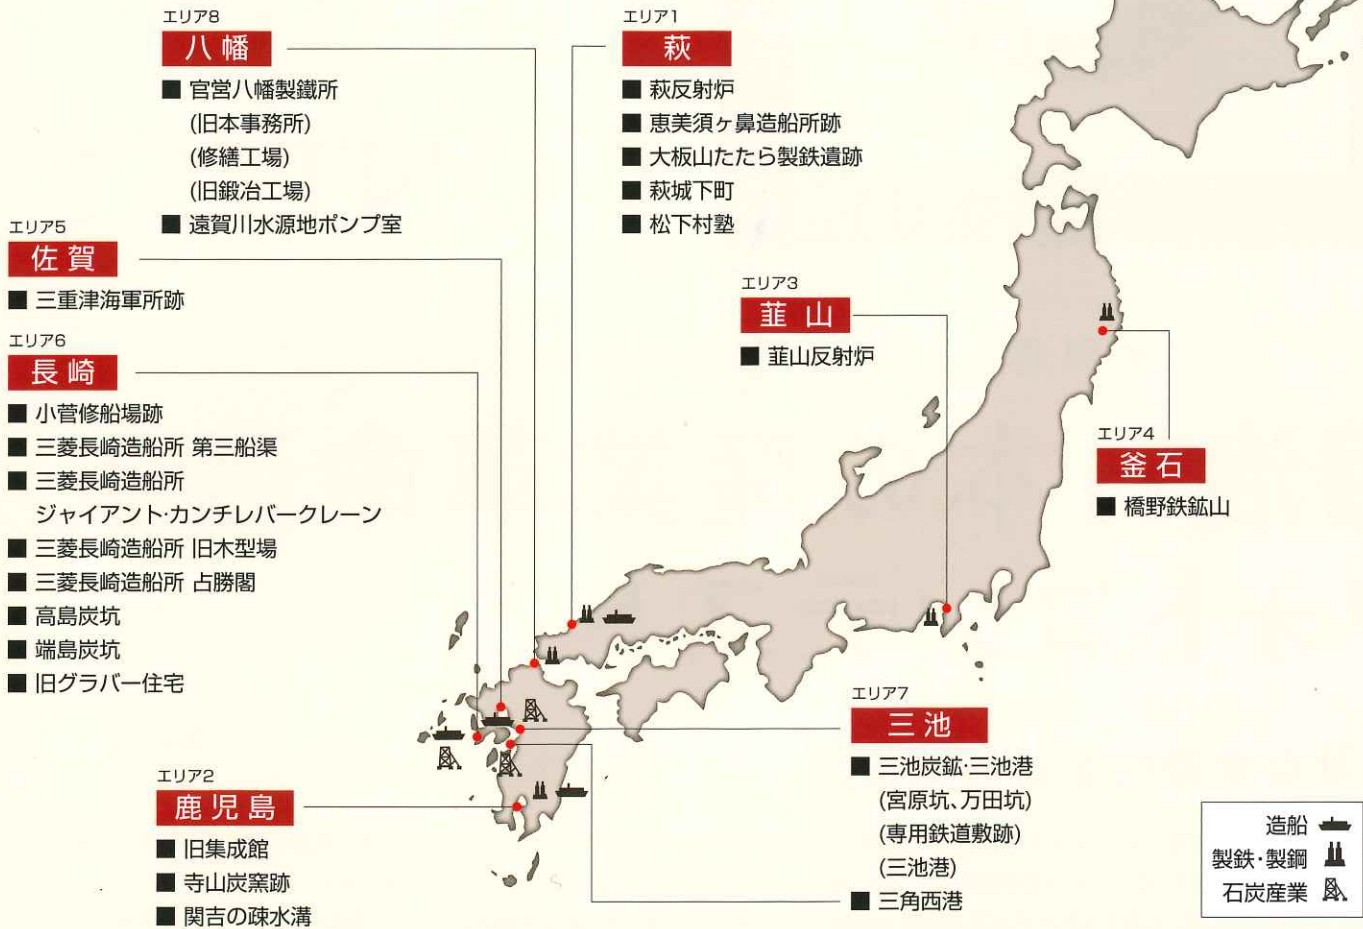 エリア8
八幡
■ 官営八幡製鐵所
(旧本事務所)
(修繕工場)
(旧鍛冶工場)
■ 遠賀川水源地ポンプ室
エリア1
萩
■ 萩反射炉
■ 恵美須ヶ鼻造船所跡
■ 大板山たたら製鉄遺跡
■ 萩城下町
■ 松下村塾
エリア5
佐賀
■ 三重津海軍所跡
エリア3
韮山
■ 韮山反射炉
エリア6
長崎
■ 小菅修船場跡
■ 三菱長崎造船所 第三船渠
■ 三菱長崎造船所
ジャイアント・カンチレバークレーン
■ 三菱長崎造船所 旧木型場
■ 三菱長崎造船所 占勝閣
■ 高島炭坑
■ 端島炭坑
■ 旧グラバー住宅
エリア4
釜石
■ 橋野鉄鉱山
エリア2
鹿児島
■ 旧集成館
■ 寺山炭窯跡
■ 関吉の疎水溝
エリア7
三池
■ 三池炭鉱・三池港
(宮原坑、万田坑)
(専用鉄道敷跡)
(三池港)
■ 三角西港
造船
製鉄・製鋼
石炭産業